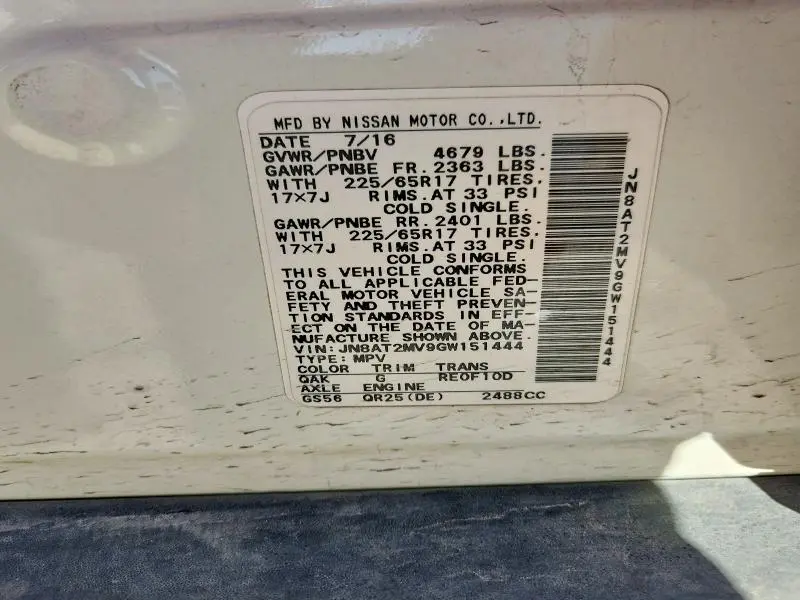 MFD BY NISSAN MOTOR CO.,LTD.
DATE 7/16
GVWR/PNBV 4679 LBS.
GAWR/PNBE FR. 2363 LBS.
WITH 225/65R17 TIRES,
17×7J RIMS.AT 33 PSI
COLD SINGLE.
GAWR/PNBE RR. 2401 LBS.
WITH 225/65R17 TIRES.
17×7J RIMS.AT 33 PSI
COLD SINGLE.
THIS VEHICLE CONFORMS
TO ALL APPLICABLE FED-
ERAL MOTOR VEHICLE SA-
FETY AND THEFT PREVEN-
TION STANDARDS IN EFF-
ECT ON THE DATE OF MA-
NUFACTURE SHOWN ABOVE.
VIN:JN8AT2MV9GW151444
TYPE:MPV
COLOR TRIM TRANS
QAK G RE0F10D
AXLE ENGINE
GS56 QR25(DE) 2488CC
JN8AT2MV9GW151444